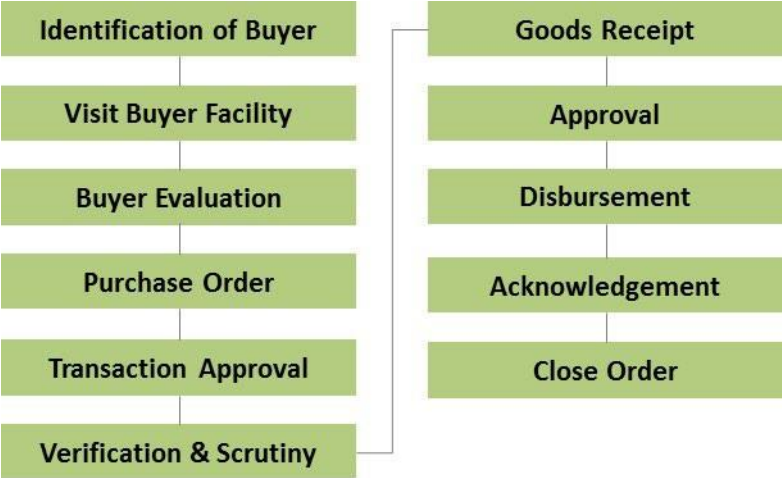 Identification of Buyer
Visit Buyer Facility
Buyer Evaluation
Purchase Order
Transaction Approval
Verification & Scrutiny
Goods Receipt
Approval
Disbursement
Acknowledgement
Close Order